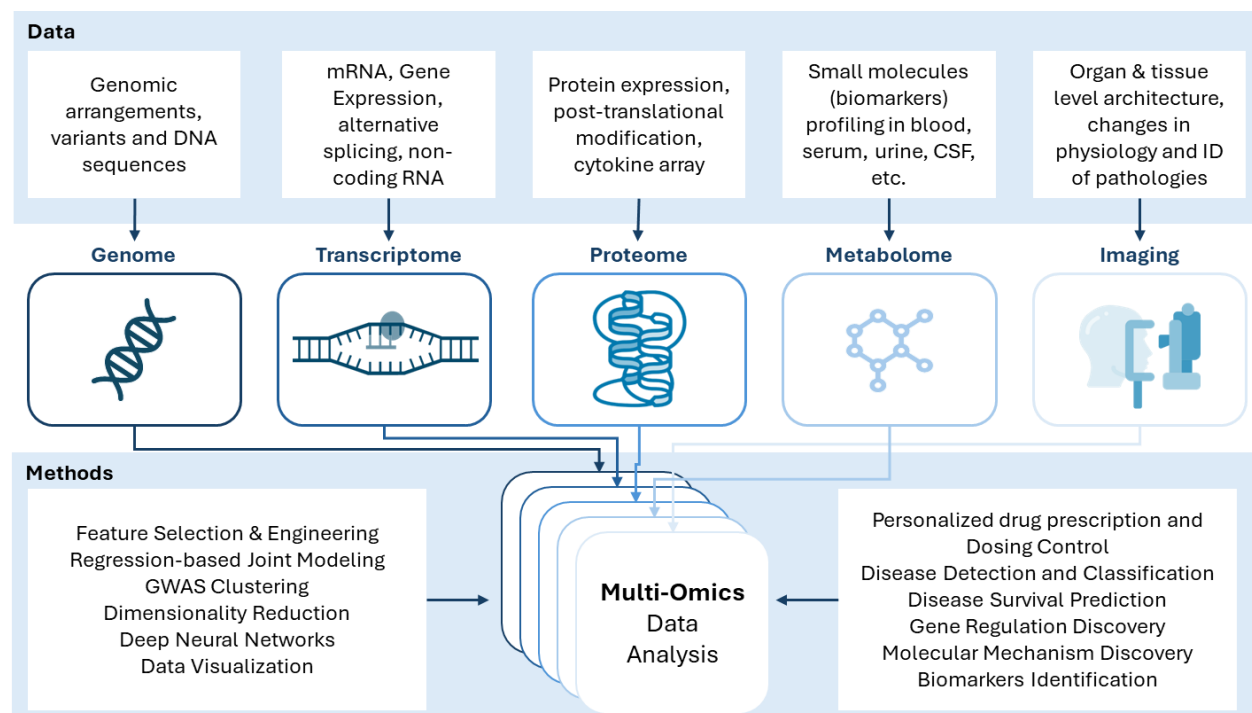 Data
Genomic
arrangements,
variants and DNA
sequences
mRNA, Gene
Expression,
alternative
splicing, non-
coding RNA
Protein expression,
post-translational
modification,
cytokine array
Small molecules
(biomarkers)
profiling in blood,
serum, urine, CSF,
etc.
Organ & tissue
level architecture,
changes in
physiology and ID
of pathologies
Genome
Transcriptome
Proteome
Metabolome
Imaging
Methods
Feature Selection & Engineering
Regression-based Joint Modeling
GWAS Clustering
Dimensionality Reduction
Deep Neural Networks
Data Visualization
Multi-Omics
Data
Analysis
Personalized drug prescription and
Dosing Control
Disease Detection and Classification
Disease Survival Prediction
Gene Regulation Discovery
Molecular Mechanism Discovery
Biomarkers Identification